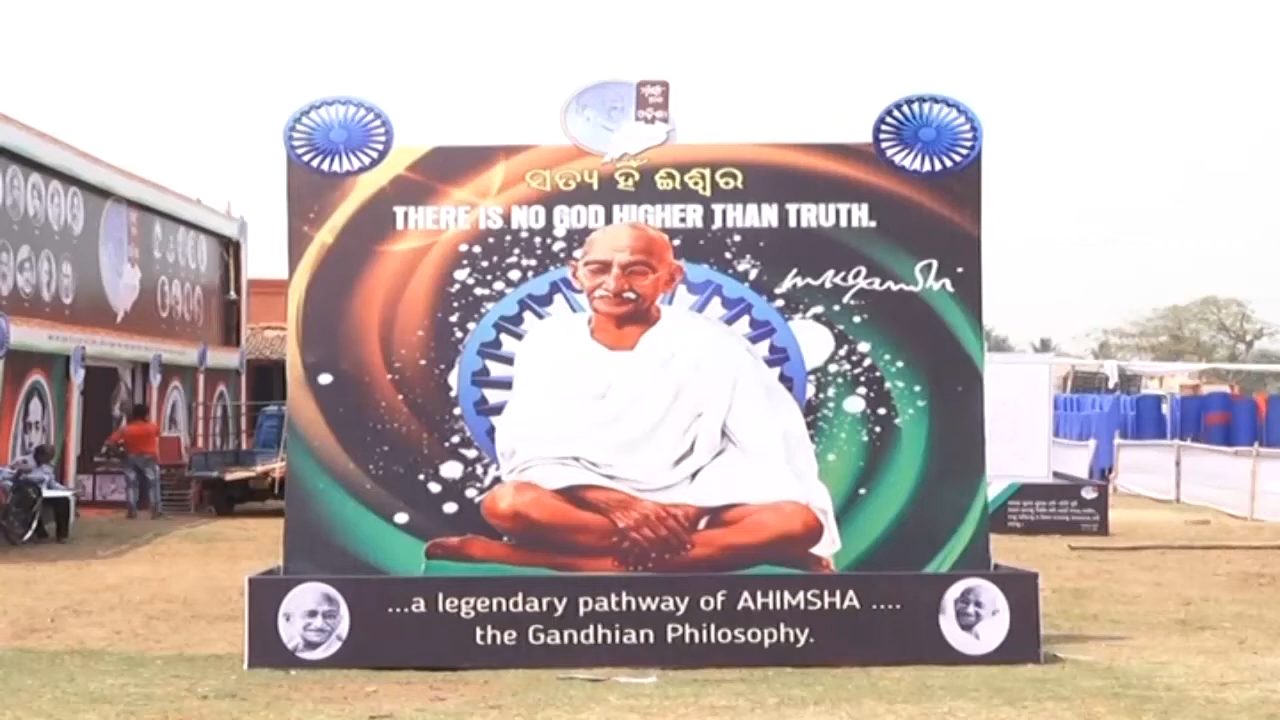 ସତ୍ୟ ହିଁ ଈଶ୍ୱର
THERE IS NO GOD HIGHER THAN TRUTH.
mkgandhi
...a legendary pathway of AHIMSHA ....
the Gandhian Philosophy.